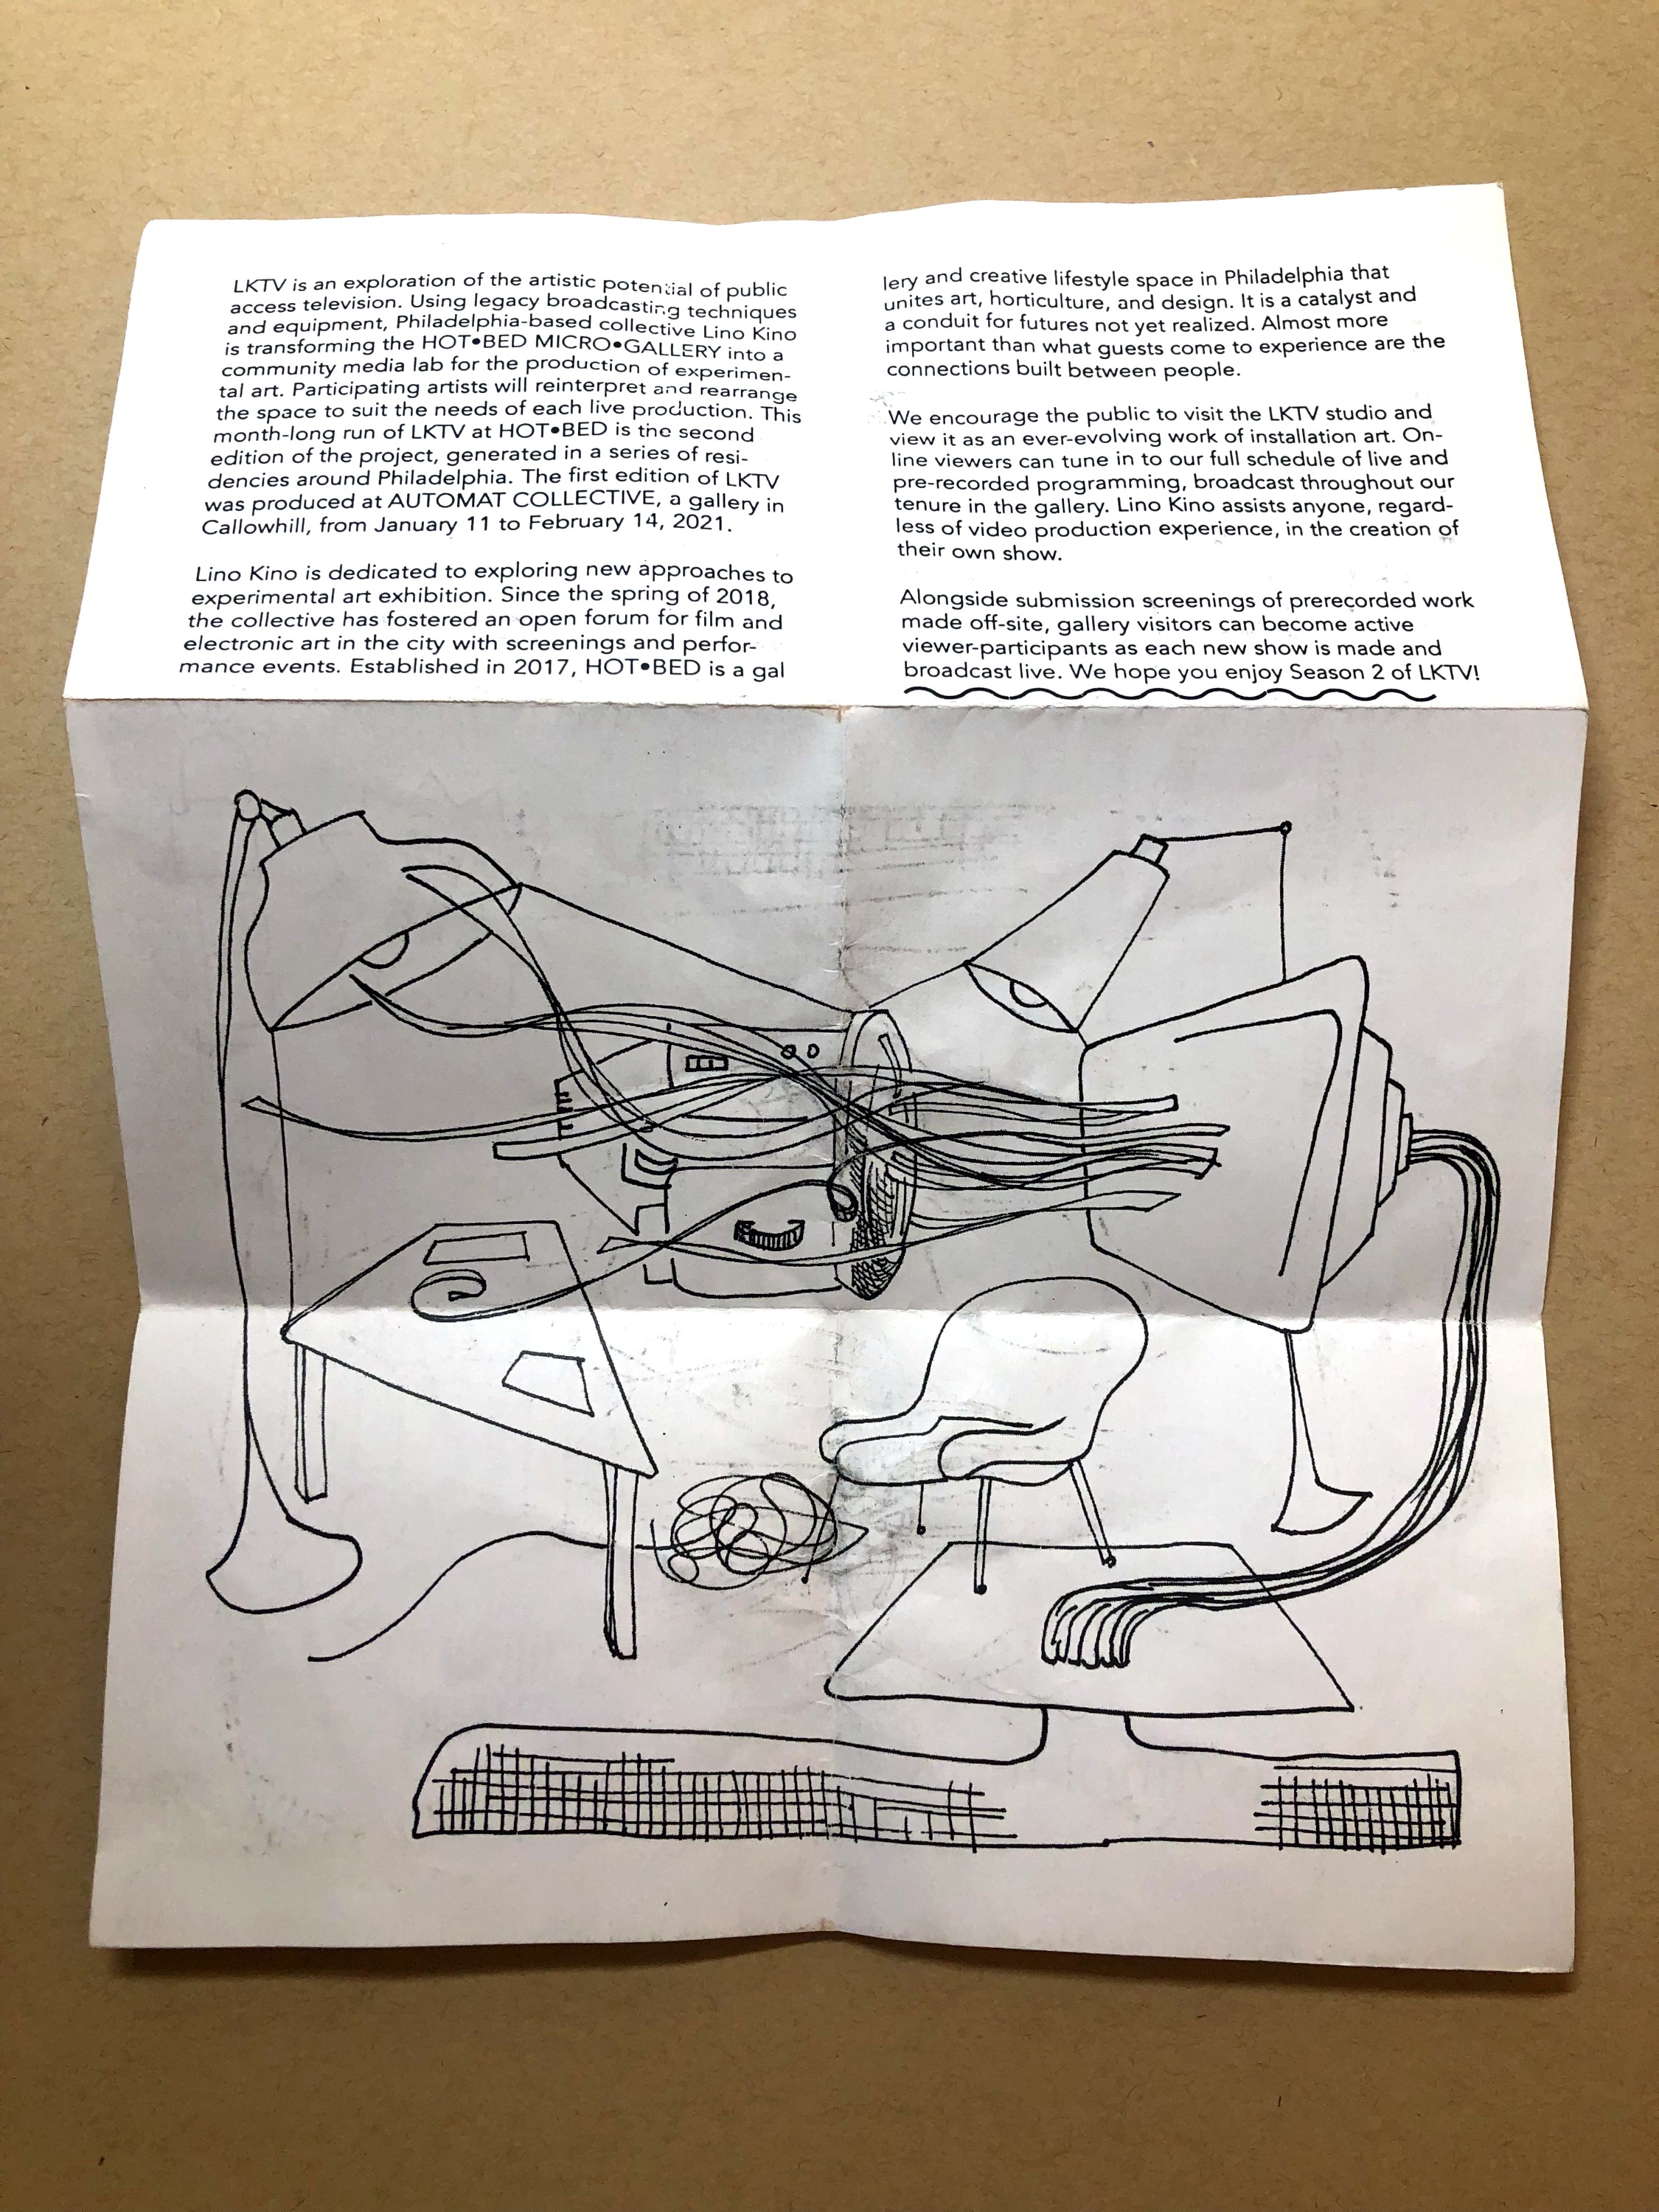 LKTV is an exploration of the artistic potential of public
access television. Using legacy broadcasting techniques
and equipment, Philadelphia-based collective Lino Kino
is transforming the HOT•BED MICRO•GALLERY into a
community media lab for the production of experimen-
tal art. Participating artists will reinterpret and rearrange
the space to suit the needs of each live production. This
month-long run of LKTV at HOT•BED is the second
edition of the project, generated in a series of resi-
dencies around Philadelphia. The first edition of LKTV
was produced at AUTOMAT COLLECTIVE, a gallery in
Callowhill, from January 11 to February 14, 2021.
Lino Kino is dedicated to exploring new approaches to
experimental art exhibition. Since the spring of 2018,
the collective has fostered an open forum for film and
electronic art in the city with screenings and perfor-
mance events. Established in 2017, HOT•BED is a gal
lery and creative lifestyle space in Philadelphia that
unites art, horticulture, and design. It is a catalyst and
a conduit for futures not yet realized. Almost more
important than what guests come to experience are the
connections built between people.
We encourage the public to visit the LKTV studio and
view it as an ever-evolving work of installation art. On-
line viewers can tune in to our full schedule of live and
pre-recorded programming, broadcast throughout our
tenure in the gallery. Lino Kino assists anyone, regard-
less of video production experience, in the creation of
their own show.
Alongside submission screenings of prerecorded work
made off-site, gallery visitors can become active
viewer-participants as each new show is made and
broadcast live. We hope you enjoy Season 2 of LKTV!